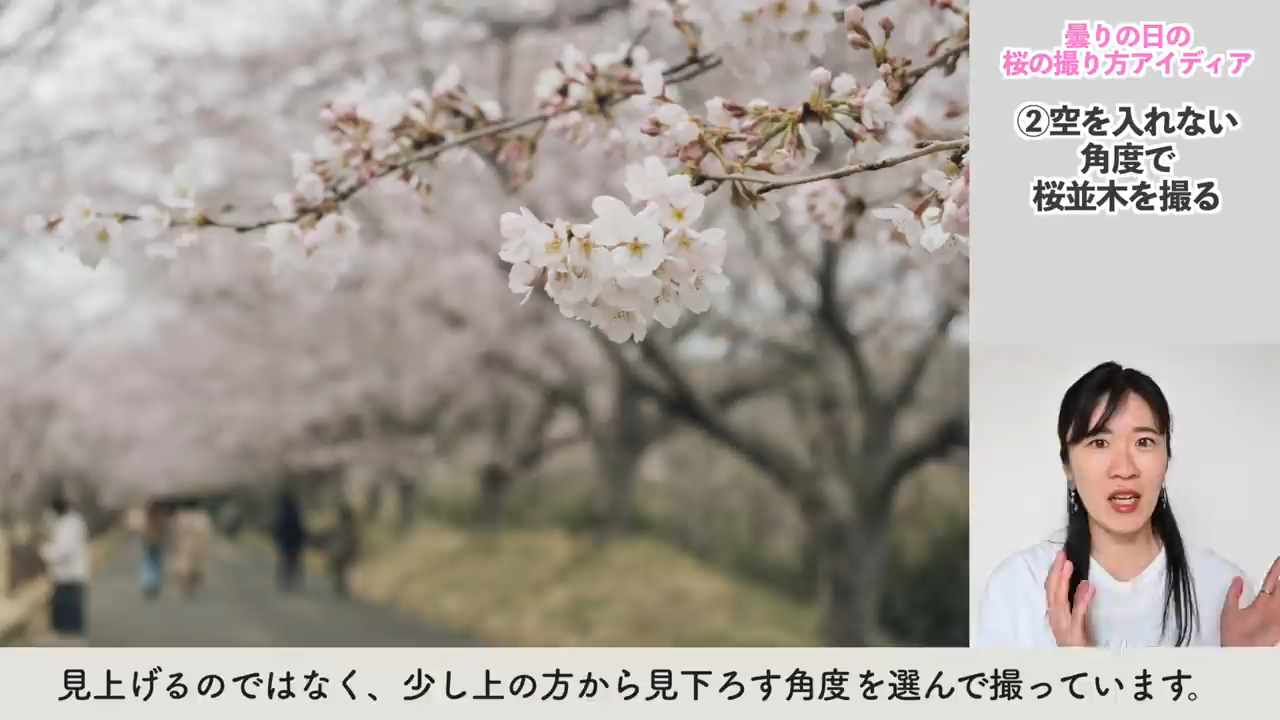 曇りの日の
桜の撮り方アイディア
②空を入れない
角度で
桜並木を撮る
見上げるのではなく、少し上の方から見下ろす角度を選んで撮っています。